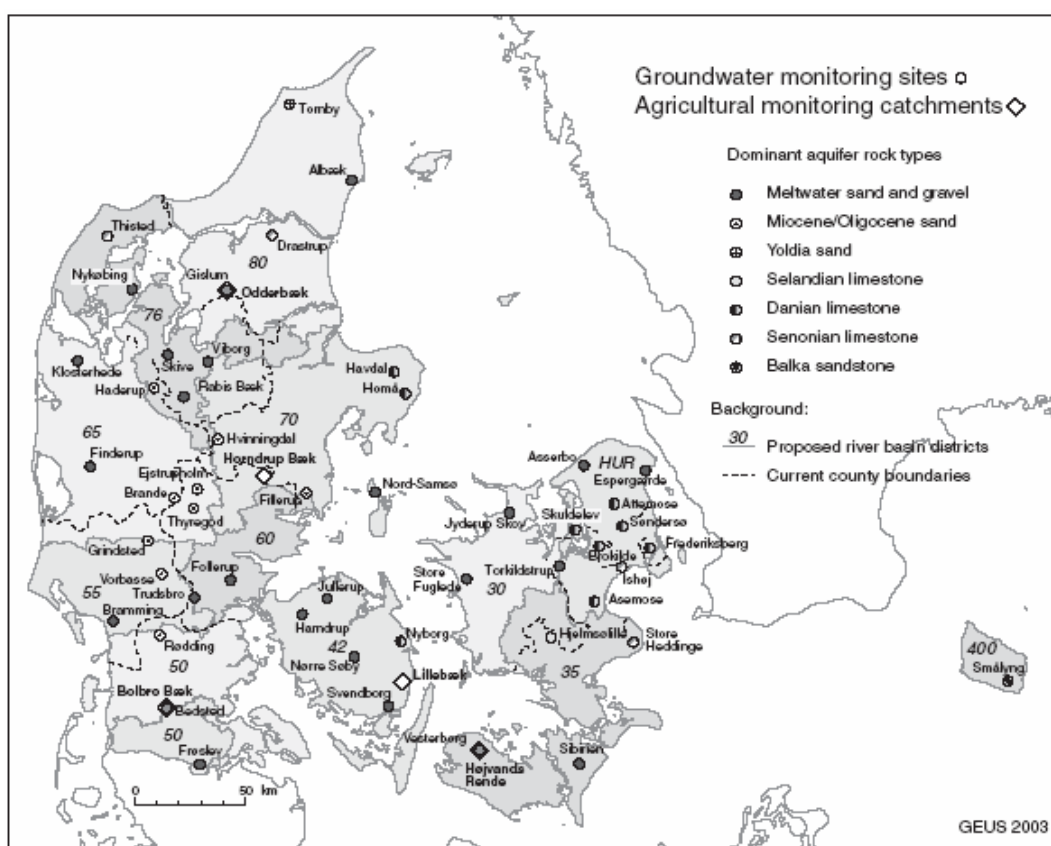 Groundwater monitoring sites
Agricultural monitoring catchments
Dominant aquifer rock types
Meltwater sand and gravel
Miocene/Oligocene sand
Yoldia sand
Selandian limestone
Danian limestone
Senonian limestone
Balka sandstone
Background:
30 Proposed river basin districts
Current county boundaries
Tornby
Albæk
Thisted
Drastrup
80
Nykøbing
Gislum
Odderbæk
76
Viborg
Klosterhede
Skive
Haderup
Rabis Bæk
Havdal
Homå
70
65
Hvinningdal
Finderup
Horndrup Bæk
Ejstrupholm
Brande
Fillerup
Thyregod
Nord-Samsø
60
Grindsted
Follerup
Vorbasse
55
Trudsbro
Bramming
Rødding
50
Bolbro Bæk
Bedsted
50
Frøslev
0 50
km
Jullerup
Harndrup
Nyborg
42
Nørre Søby
Lillebæk
Svendborg
Asserbo
HUR
Espergærde
Attemose
Skuldelev
Søndersø
Jyderup Skov
Frederiksberg
Brokilde
Torkildstrup
Ishøj
Store
Fuglede
30
Asemose
Hjelmsølille
Store
Heddinge
35
Vesterborg
Højvands
Rende
Sibirien
400
Smålyng
GEUS 2003